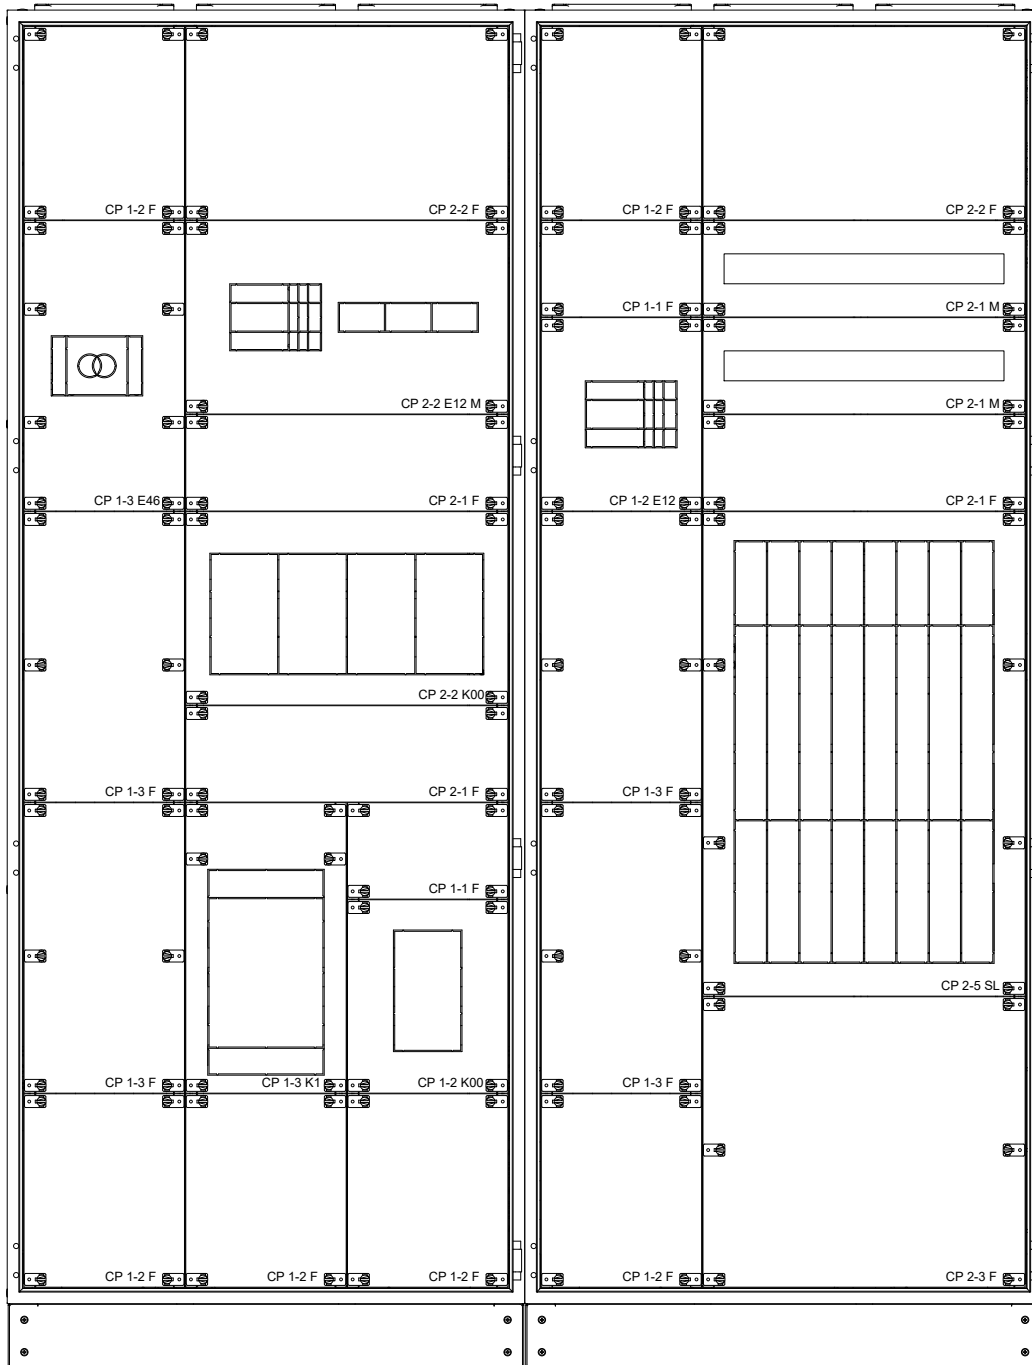 CP 1-2 F
CP 2-2 F
CP 1-2 F
CP 2-2 F
CP 1-1 F
CP 2-1 M
CP 2-2 E12 M
CP 2-1 M
CP 1-3 E46
CP 2-1 F
CP 1-2 E12
CP 2-1 F
CP 2-2 K00
CP 1-3 F
CP 2-1 F
CP 1-3 F
CP 1-1 F
CP 2-5 SL
CP 1-3 F
CP 1-3 K1
CP 1-2 K00
CP 1-3 F
CP 1-2 F
CP 1-2 F
CP 1-2 F
CP 1-2 F
CP 2-3 F